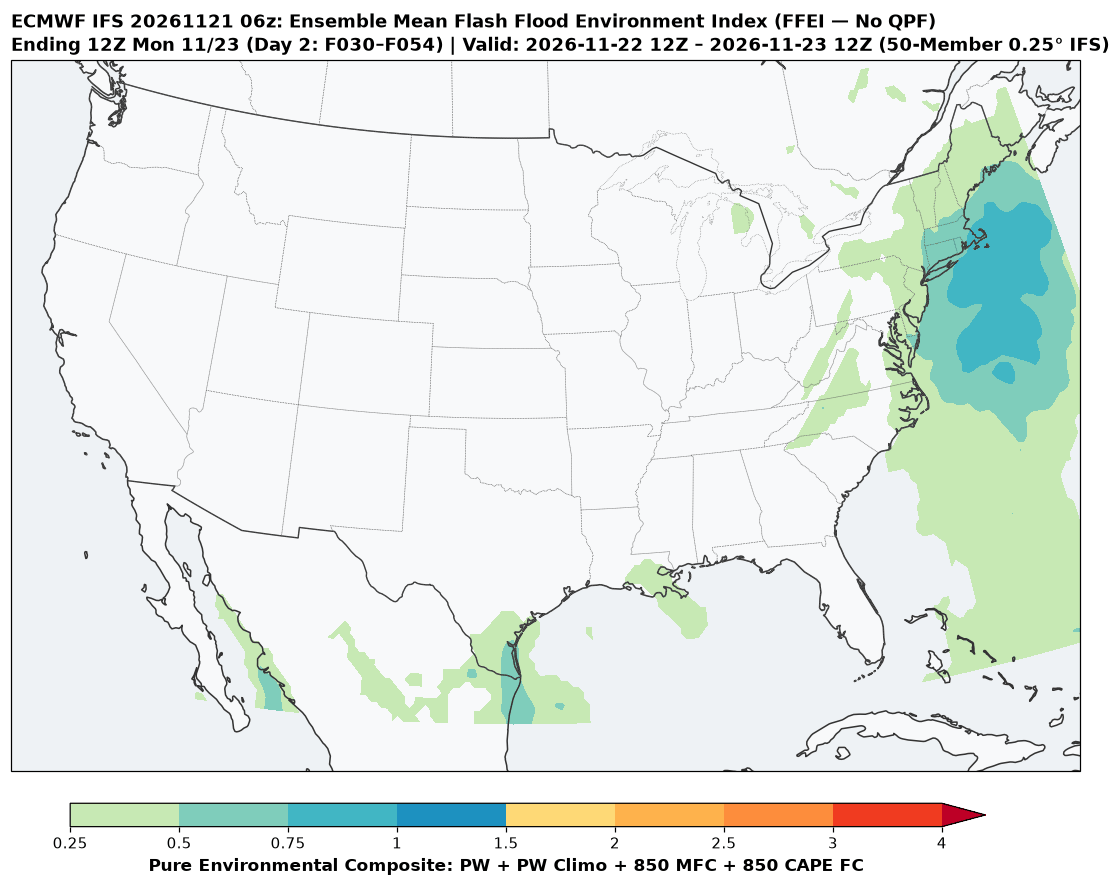 ECMWF IFS 20261121 06z: Ensemble Mean Flash Flood Environment Index (FFEI — No QPF)
Ending 12Z Mon 11/23 (Day 2: F030–F054) | Valid: 2026-11-22 12Z – 2026-11-23 12Z (50-Member 0.25° IFS)
0.25 0.5 0.75 1 1.5 2 2.5 3 4
Pure Environmental Composite: PW + PW Climo + 850 MFC + 850 CAPE FC